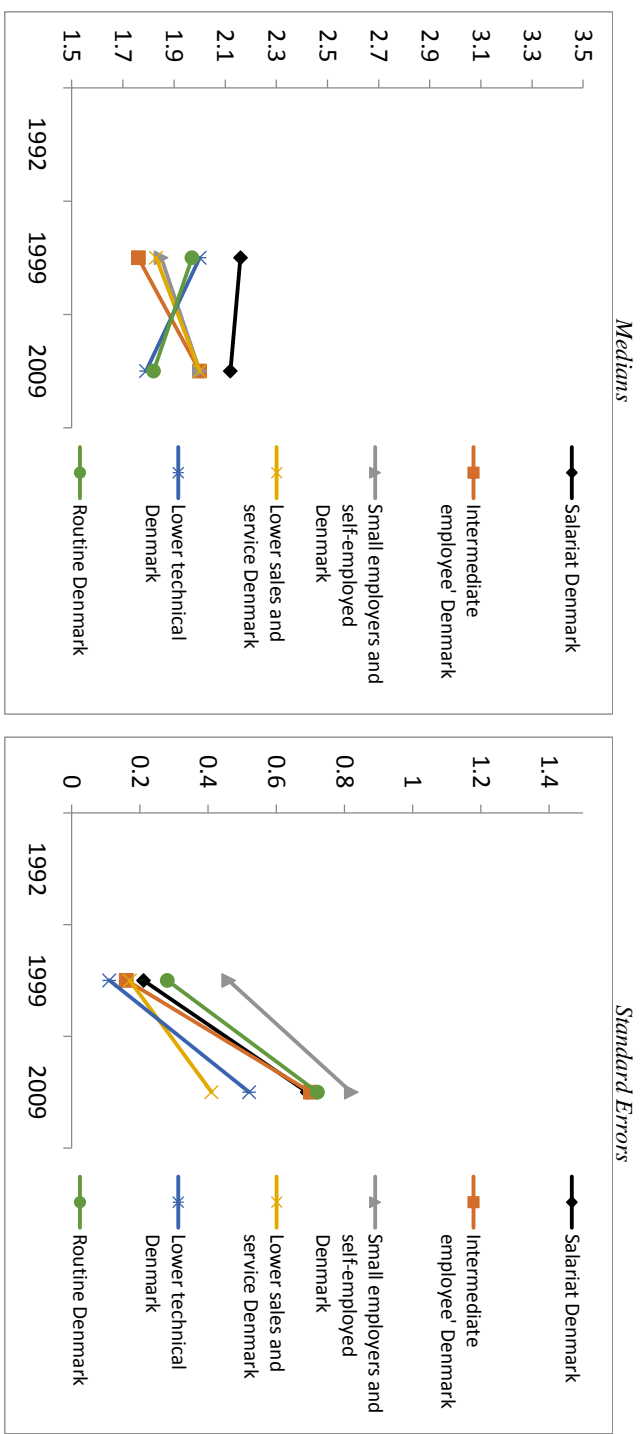 Medians
3.5
3.3
3.1
2.9
2.7
2.5
2.3
2.1
1.9
1.7
1.5
1992
1999
2009
Salariat Denmark
Intermediate
employee' Denmark
Small employers and
self-employed
Denmark
Lower sales and
service Denmark
Lower technical
Denmark
Routine Denmark
Standard Errors
1.4
1.2
1
0.8
0.6
0.4
0.2
0
1992
1999
2009
Salariat Denmark
Intermediate
employee' Denmark
Small employers and
self-employed
Denmark
Lower sales and
service Denmark
Lower technical
Denmark
Routine Denmark